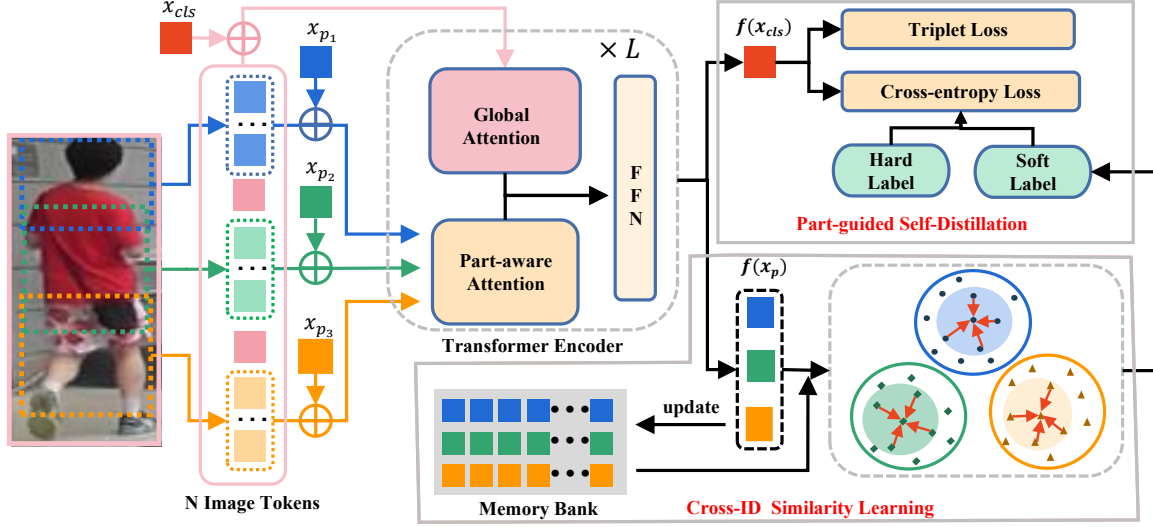 x_cls
x_p₁
x_p₂
x_p₃
N Image Tokens
× L
Global
Attention
Part-aware
Attention
F
F
N
Transformer Encoder
f(x_cls)
Triplet Loss
Cross-entropy Loss
Hard
Label
Soft
Label
Part-guided Self-Distillation
f(x_p)
update
Memory Bank
Cross-ID Similarity Learning